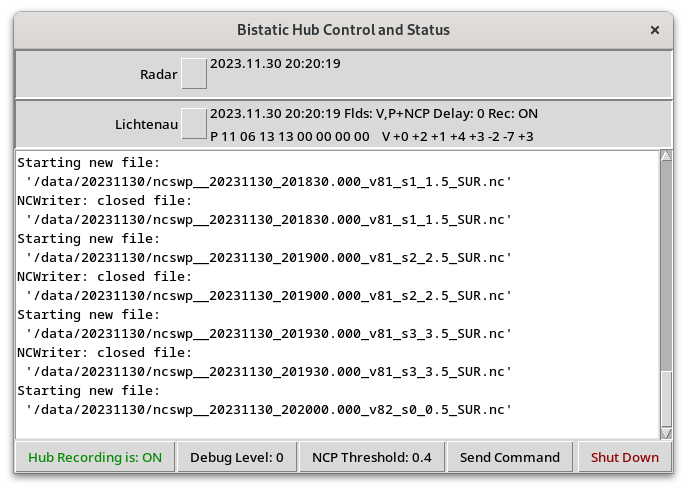 Bistatic Hub Control and Status
Radar 2023.11.30 20:20:19
Lichtenau 2023.11.30 20:20:19 Flds: V,P+NCP Delay: 0 Rec: ON
P 11 06 13 13 00 00 00 00 V +0 +2 +1 +4 +3 -2 -7 +3
Starting new file:
'/data/20231130/ncswp__20231130_201830.000_v81_s1_1.5_SUR.nc'
NCWriter: closed file:
'/data/20231130/ncswp__20231130_201830.000_v81_s1_1.5_SUR.nc'
Starting new file:
'/data/20231130/ncswp__20231130_201900.000_v81_s2_2.5_SUR.nc'
NCWriter: closed file:
'/data/20231130/ncswp__20231130_201900.000_v81_s2_2.5_SUR.nc'
Starting new file:
'/data/20231130/ncswp__20231130_201930.000_v81_s3_3.5_SUR.nc'
NCWriter: closed file:
'/data/20231130/ncswp__20231130_201930.000_v81_s3_3.5_SUR.nc'
Starting new file:
'/data/20231130/ncswp__20231130_202000.000_v82_s0_0.5_SUR.nc'
Hub Recording is: ON Debug Level: 0 NCP Threshold: 0.4 Send Command Shut Down